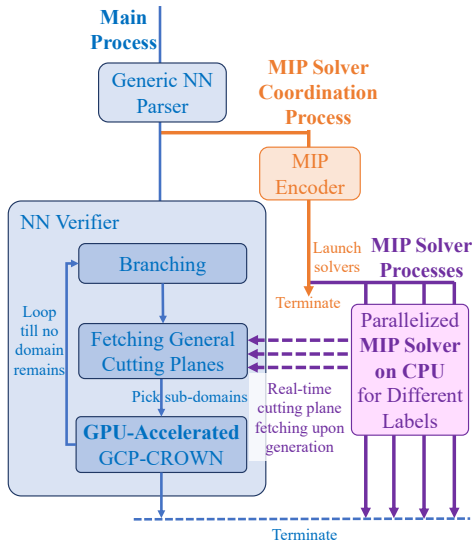 Main
Process
Generic NN
Parser
MIP Solver
Coordination
Process
MIP
Encoder
NN Verifier
Launch
solvers
MIP Solver
Processes
Branching
Terminate
Loop
till no
domain
remains
Fetching General
Cutting Planes
Parallelized
MIP Solver
on CPU
for Different
Labels
Pick sub-domains
Real-time
cutting plane
fetching upon
generation
GPU-Accelerated
GCP-CROWN
Terminate